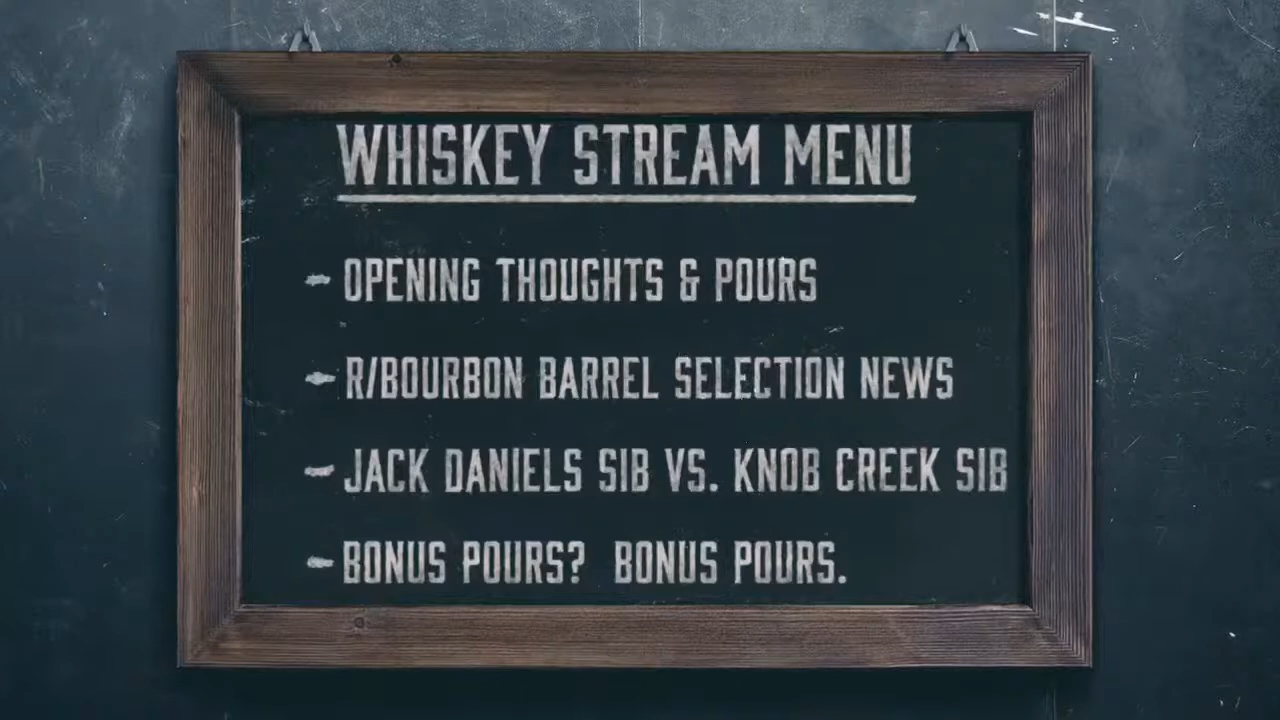 WHISKEY STREAM MENU
- OPENING THOUGHTS & POURS
- R/BOURBON BARREL SELECTION NEWS
- JACK DANIELS SIB VS. KNOB CREEK SIB
- BONUS POURS? BONUS POURS.